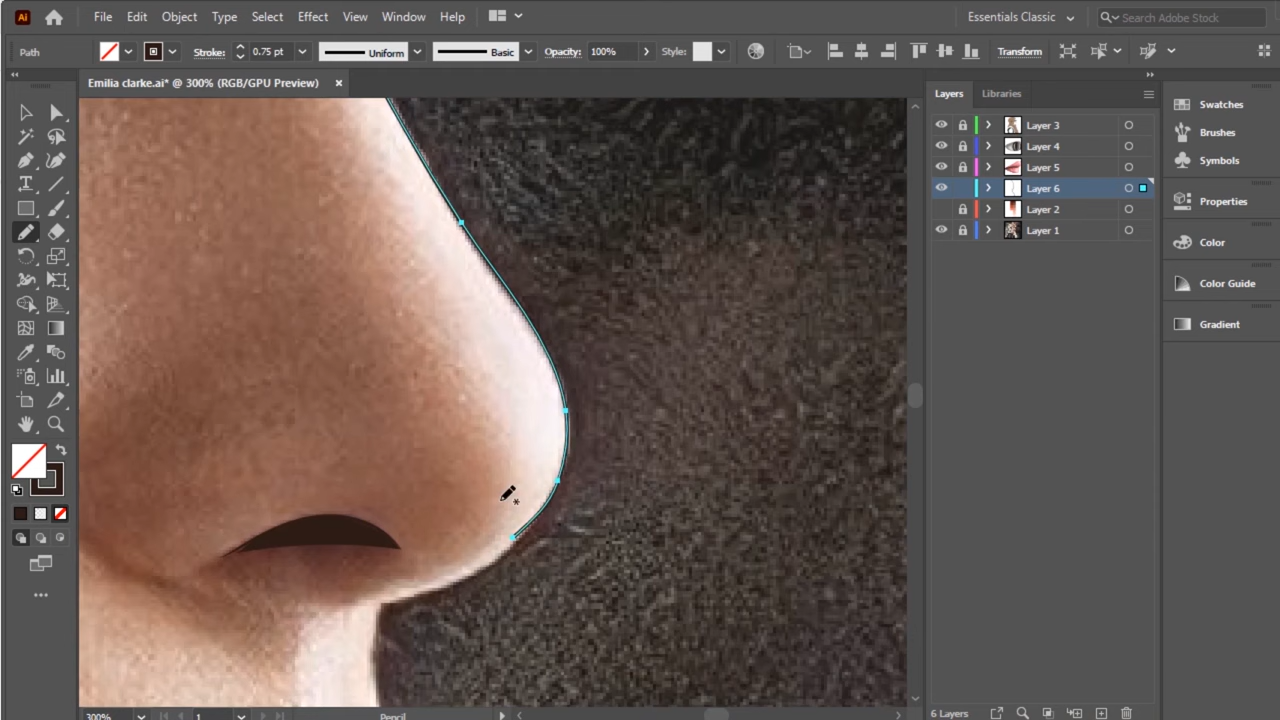 Ai File Edit Object Type Select Effect View Window Help Essentials Classic Search Adobe Stock
Path Stroke: 0.75 pt Uniform Basic Opacity: 100% Style: Transform
Emilia clarke.ai* @ 300% (RGB/GPU Preview) ×
Layers Libraries
Layer 3
Layer 4
Layer 5
Layer 6
Layer 2
Layer 1
Swatches
Brushes
Symbols
Properties
Color
Color Guide
Gradient
300% 1 Pencil 6 Layers